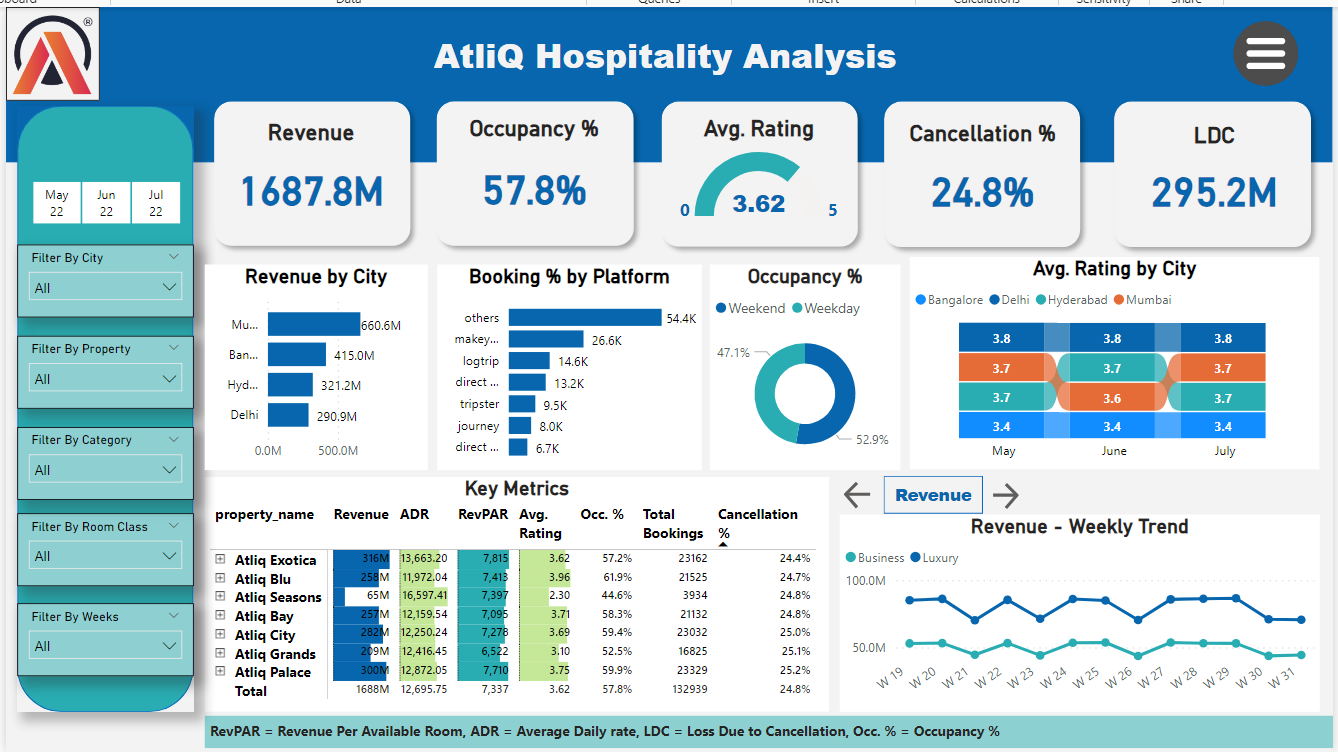 Data
Queries
Insert
Calculations
Sensitivity
Share
®
AtliQ Hospitality Analysis
Revenue
1687.8M
Occupancy %
57.8%
Avg. Rating
0 3.62 5
Cancellation %
24.8%
LDC
295.2M
May 22
Jun 22
Jul 22
Filter By City
All
Filter By Property
All
Filter By Category
All
Filter By Room Class
All
Filter By Weeks
All
Revenue by City
Mu... 660.6M
Ban... 415.0M
Hyd... 321.2M
Delhi 290.9M
0.0M 500.0M
Booking % by Platform
others 54.4K
makey... 26.6K
logtrip 14.6K
direct ... 13.2K
tripster 9.5K
journey 8.0K
direct ... 6.7K
Occupancy %
Weekend Weekday
47.1%
52.9%
Avg. Rating by City
Bangalore Delhi Hyderabad Mumbai
3.8 3.8 3.8
3.7 3.7 3.7
3.7 3.6 3.7
3.4 3.4 3.4
May June July
Key Metrics
property_name Revenue ADR RevPAR Avg. Rating Occ. % Total Bookings Cancellation %
Atliq Exotica 316M 13,663.20 7,815 3.62 57.2% 23162 24.4%
Atliq Blu 258M 11,972.04 7,413 3.96 61.9% 21525 24.7%
Atliq Seasons 65M 16,597.41 7,397 2.30 44.6% 3934 24.8%
Atliq Bay 257M 12,159.54 7,095 3.71 58.3% 21132 24.8%
Atliq City 282M 12,250.24 7,278 3.69 59.4% 23032 25.0%
Atliq Grands 209M 12,416.45 6,522 3.10 52.5% 16825 25.1%
Atliq Palace 300M 12,872.05 7,710 3.75 59.9% 23329 25.2%
Total 1688M 12,695.75 7,337 3.62 57.8% 132939 24.8%
Revenue
Revenue - Weekly Trend
Business Luxury
100.0M
50.0M
W 19 W 20 W 21 W 22 W 23 W 24 W 25 W 26 W 27 W 28 W 29 W 30 W 31
RevPAR = Revenue Per Available Room, ADR = Average Daily rate, LDC = Loss Due to Cancellation, Occ. % = Occupancy %